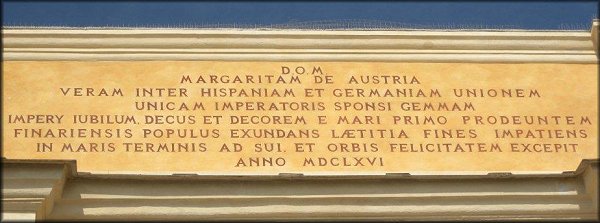 D.O.M
MARGARITAM DE AUSTRIA
VERAM INTER HISPANIAM ET GERMANIAM UNIONEM
UNICAM IMPERATORIS SPONSI GEMMAM
IMPERY IUBILUM, DECUS ET DECOREM E MARI PRIMO PRODEUNTEM
FINARIENSIS POPULUS EXUNDANS LÆTITIA FINES IMPATIENS
IN MARIS TERMINIS AD SUI, ET ORBIS FELICITATEM EXCEPIT
ANNO MDCLXVI